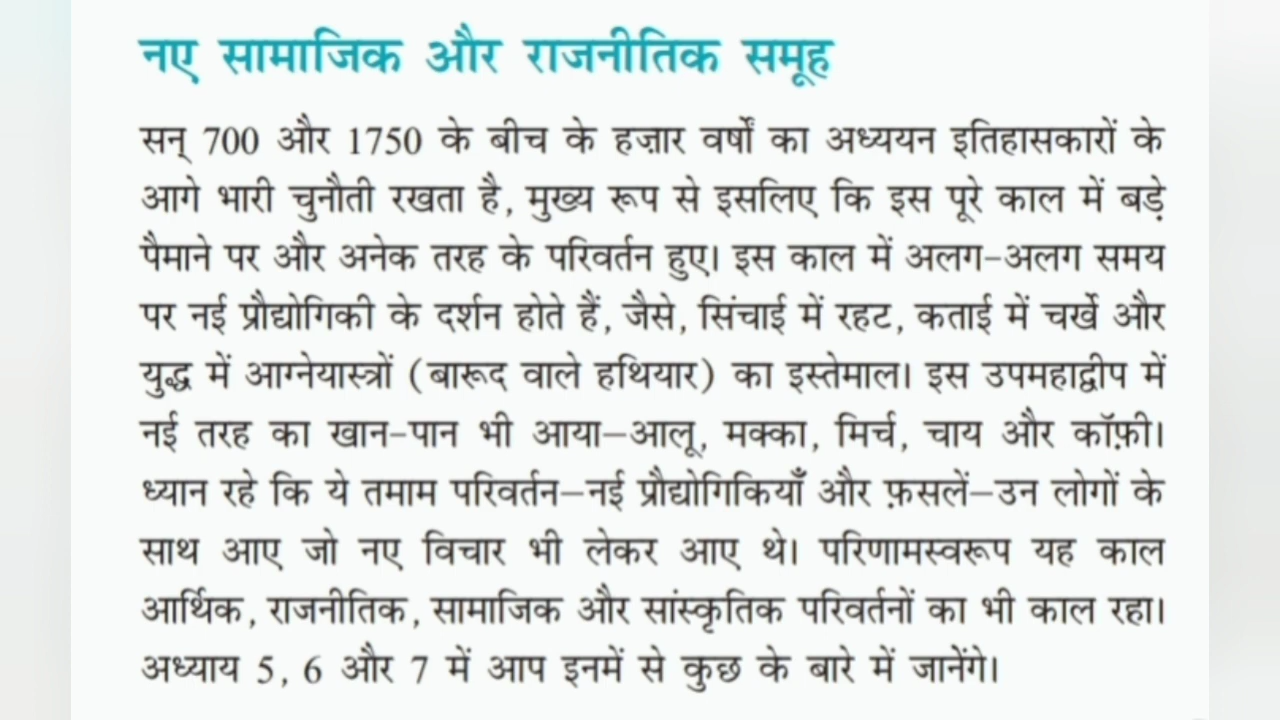 नए सामाजिक और राजनीतिक समूह
सन् 700 और 1750 के बीच के हज़ार वर्षों का अध्ययन इतिहासकारों के
आगे भारी चुनौती रखता है, मुख्य रूप से इसलिए कि इस पूरे काल में बड़े
पैमाने पर और अनेक तरह के परिवर्तन हुए। इस काल में अलग-अलग समय
पर नई प्रौद्योगिकी के दर्शन होते हैं, जैसे, सिंचाई में रहट, कताई में चर्खे और
युद्ध में आग्नेयास्त्रों (बारूद वाले हथियार) का इस्तेमाल। इस उपमहाद्वीप में
नई तरह का खान-पान भी आया–आलू, मक्का, मिर्च, चाय और कॉफ़ी।
ध्यान रहे कि ये तमाम परिवर्तन–नई प्रौद्योगिकियाँ और फ़सलें–उन लोगों के
साथ आए जो नए विचार भी लेकर आए थे। परिणामस्वरूप यह काल
आर्थिक, राजनीतिक, सामाजिक और सांस्कृतिक परिवर्तनों का भी काल रहा।
अध्याय 5, 6 और 7 में आप इनमें से कुछ के बारे में जानेंगे।